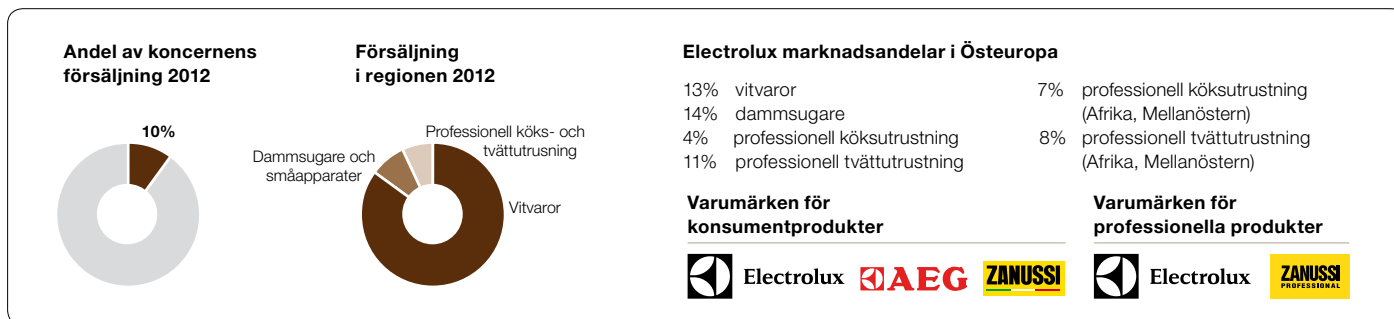 Andel av koncernens
försäljning 2012
10%
Försäljning
i regionen 2012
Professionell köks- och
tvättutrusning
Dammsugare och
småapparater
Vitvaror
Electrolux marknadsandelar i Östeuropa
13% vitvaror
14% dammsugare
4% professionell köksutrustning
11% professionell tvättutrustning
7% professionell köksutrustning
(Afrika, Mellanöstern)
8% professionell tvättutrustning
(Afrika, Mellanöstern)
Varumärken för
konsumentprodukter
Electrolux
AEG
ZANUSSI
Varumärken för
professionella produkter
Electrolux
ZANUSSI
PROFESSIONAL